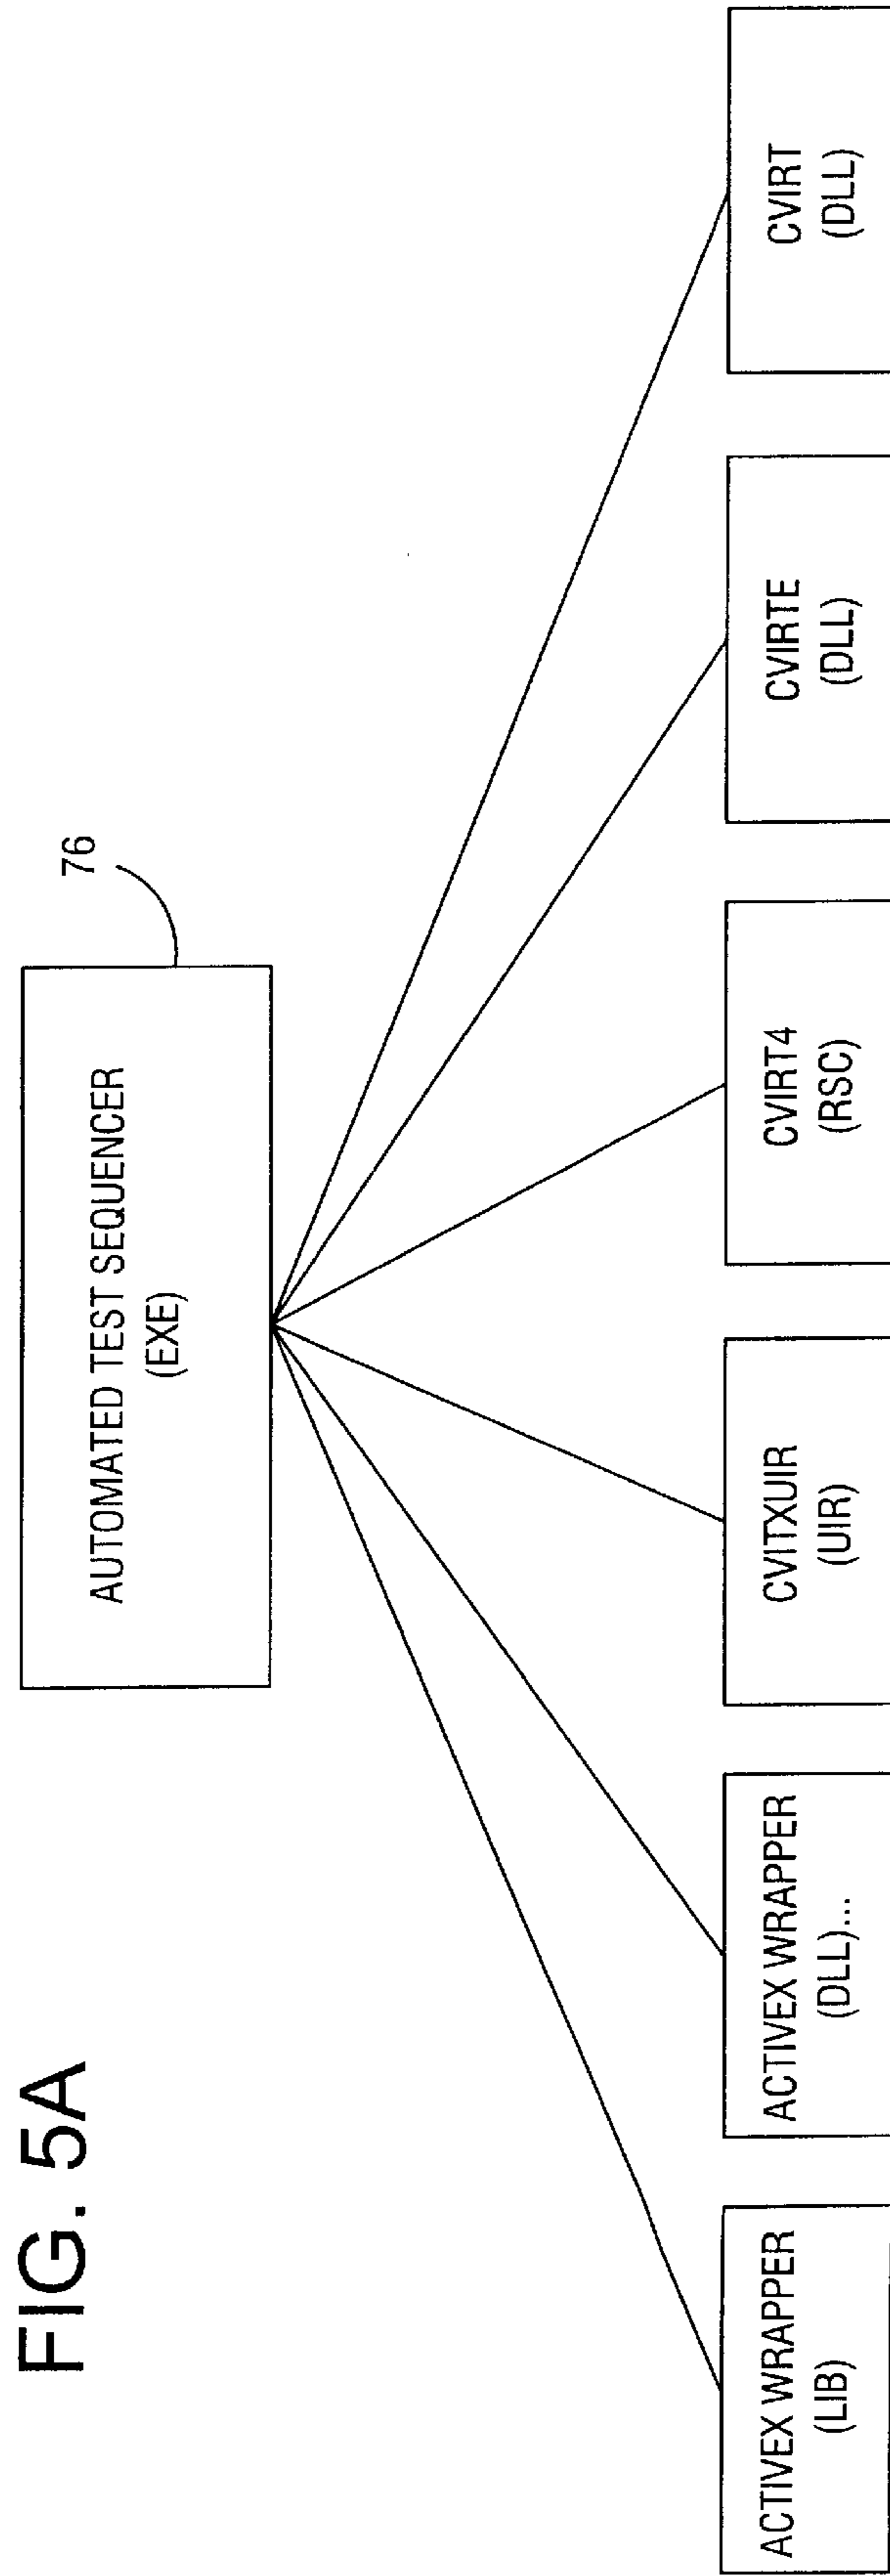 FIG. 5A
76
AUTOMATED TEST SEQUENCER
(EXE)
ACTIVEX WRAPPER
(LIB)
ACTIVEX WRAPPER
(DLL)...
CVITXUIR
(UIR)
CVIRT4
(RSC)
CVIRTE
(DLL)
CVIRT
(DLL)